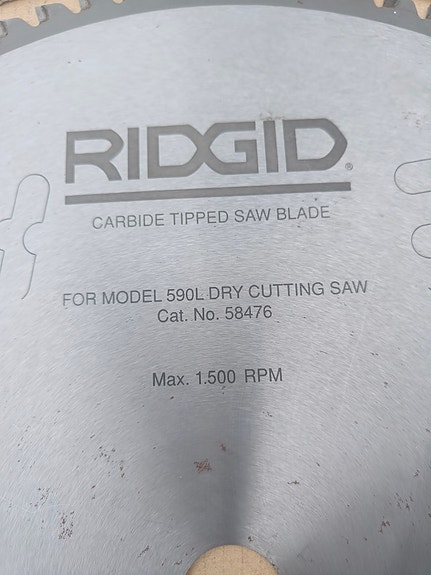 RIDGID®
CARBIDE TIPPED SAW BLADE
FOR MODEL 590L DRY CUTTING SAW
Cat. No. 58476
Max. 1.500 RPM